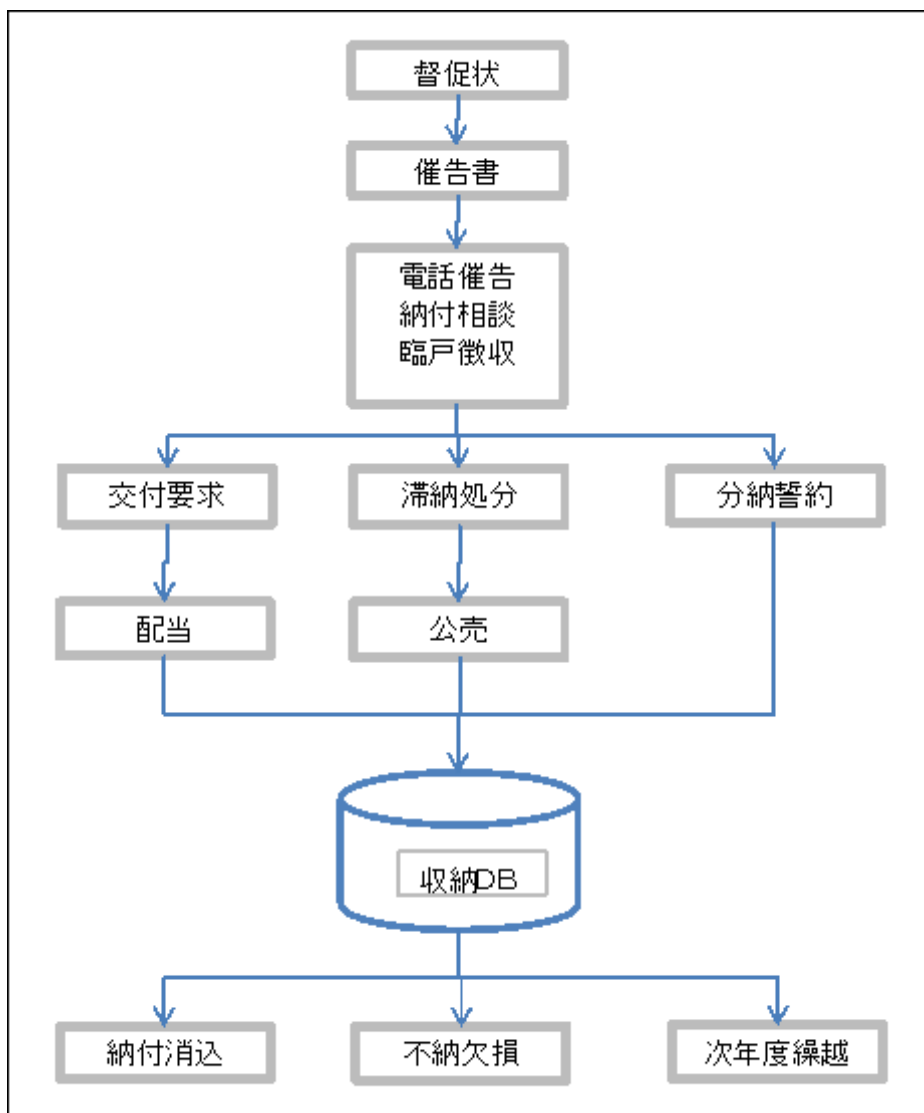 督促状
催告書
電話催告
納付相談
臨戸徴収
交付要求
滞納処分
分納誓約
配当
公売
収納DB
納付消込
不納欠損
次年度繰越